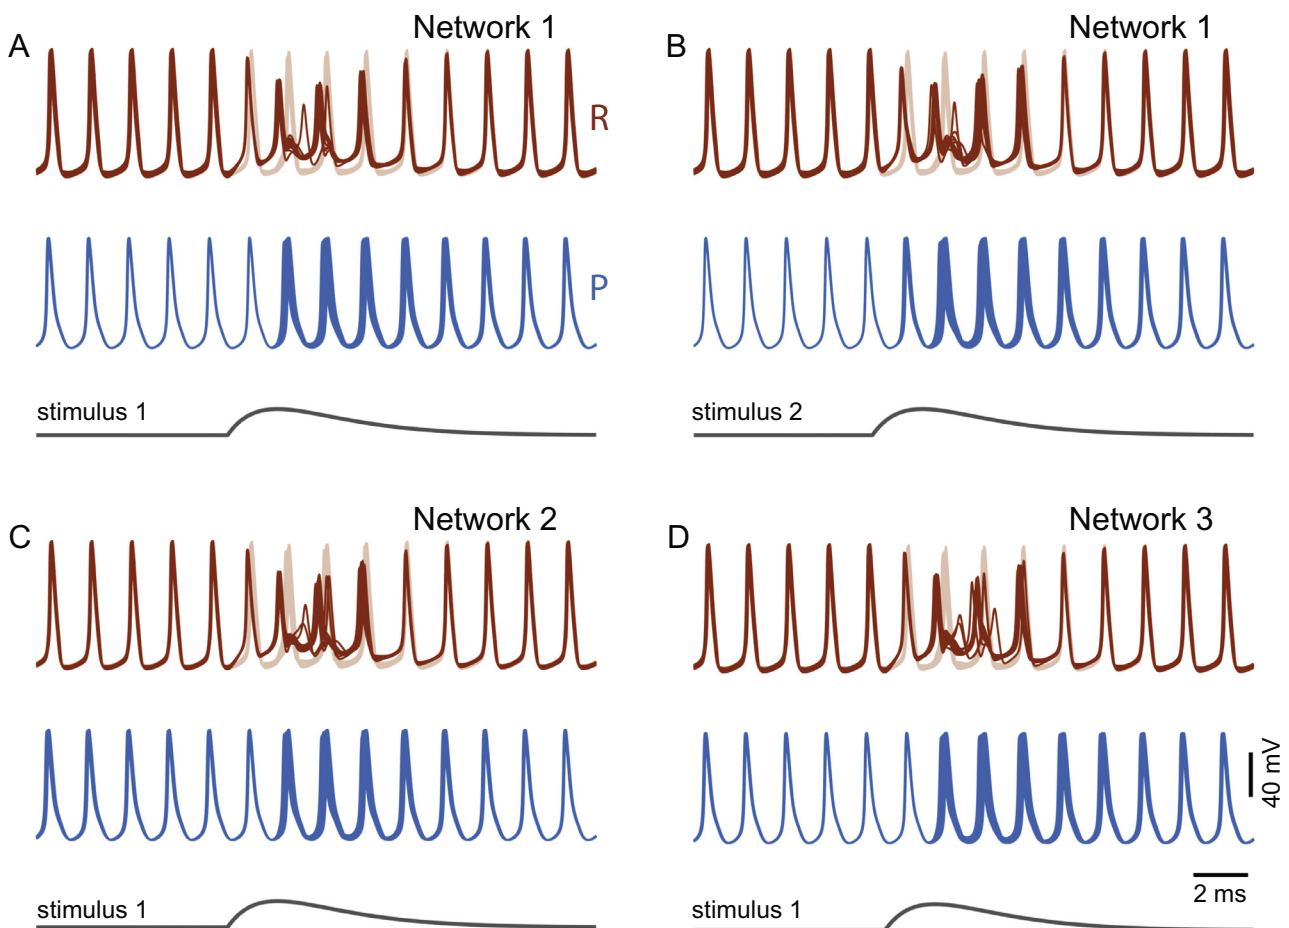 A
Network 1
R
P
stimulus 1
B
Network 1
stimulus 2
C
Network 2
stimulus 1
D
Network 3
stimulus 1
40 mV
2 ms